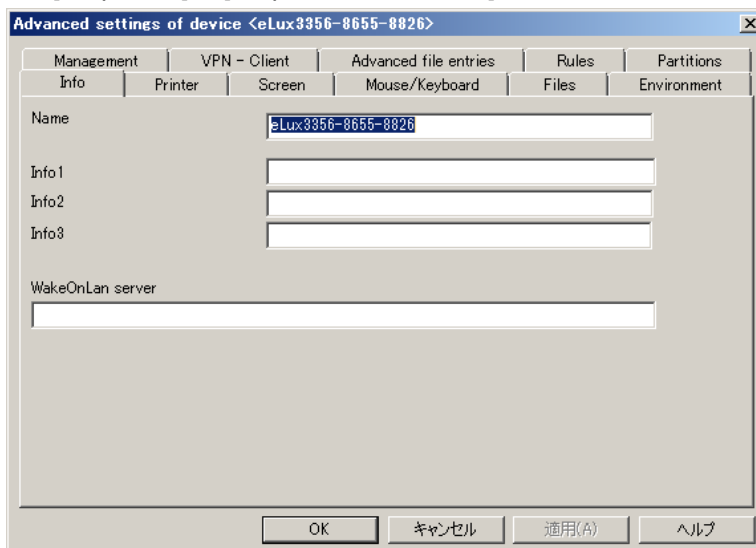 Advanced settings of device <eLux3356-8655-8826>
Management VPN - Client Advanced file entries Rules Partitions
Info Printer Screen Mouse/Keyboard Files Environment
Name eLux3356-8655-8826
Info1
Info2
Info3
WakeOnLan server
OK キャンセル 適用(A) ヘルプ